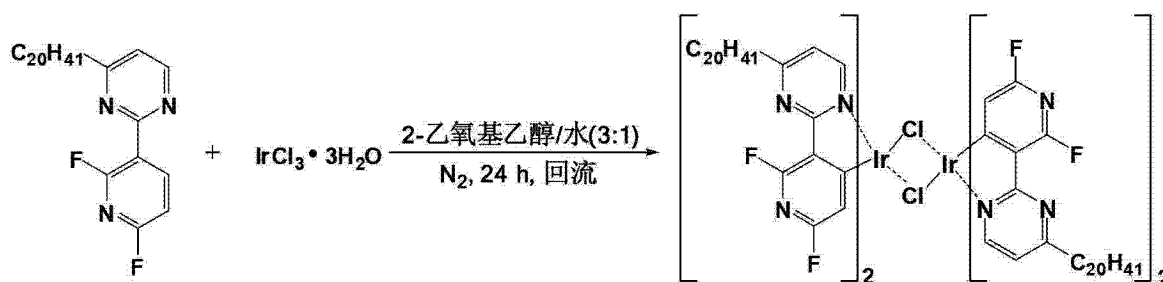 C₂₀H₄₁
N N
F
N
F
+
IrCl₃ • 3H₂O
2-乙氧基乙醇/水(3:1)
N₂, 24 h, 回流
C₂₀H₄₁
N N
F
N
F
2
Ir
Cl
Cl
Ir
F
N
F
N N
C₂₀H₄₁